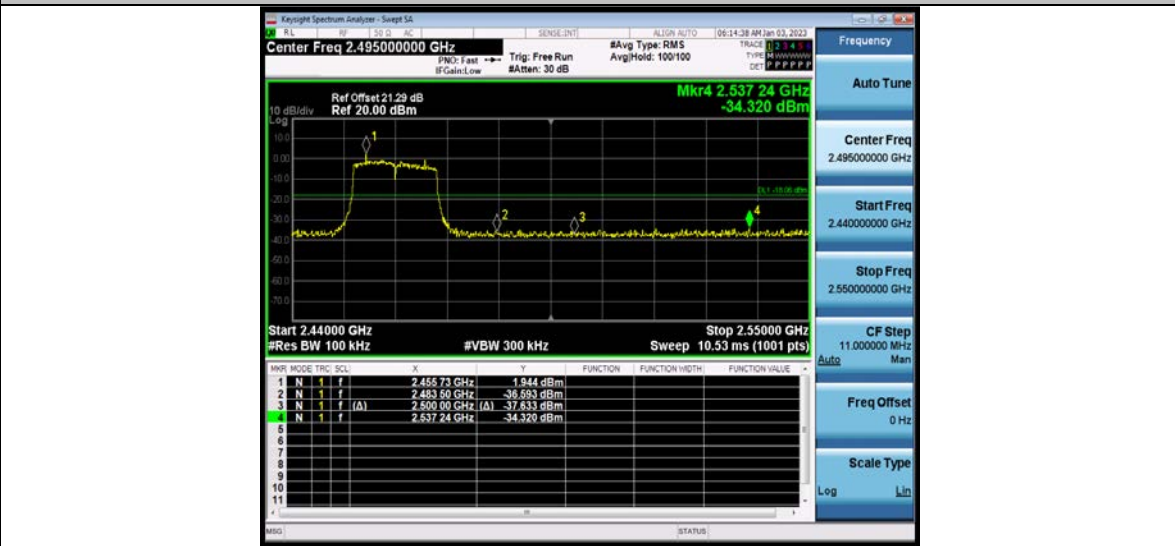 Keysight Spectrum Analyzer - Swept SA
RL RF 50 Ω AC SENSE:INT ALIGN AUTO 06:14:38 AM Jan 03, 2023
Center Freq 2.495000000 GHz
PNO: Fast
IFGain:Low
Trig: Free Run
#Atten: 30 dB
#Avg Type: RMS
Avg|Hold: 100/100
TRACE 1 2 3 4 5 6
TYPE M WWWWW
DET P P P P P P
Frequency
Auto Tune
Center Freq
2.495000000 GHz
Start Freq
2.440000000 GHz
Stop Freq
2.550000000 GHz
CF Step
11.000000 MHz
Auto Man
Freq Offset
0 Hz
Scale Type
Log Lin
Mkr4 2.537 24 GHz
-34.320 dBm
Ref Offset 21.29 dB
10 dB/div Ref 20.00 dBm
Log
10.0
0.00
-10.0
-20.0
-30.0
-40.0
-50.0
-60.0
-70.0
1
2
3
4
DL1 -18.06 dBm
Start 2.44000 GHz Stop 2.55000 GHz
#Res BW 100 kHz #VBW 300 kHz Sweep 10.53 ms (1001 pts)
MKR MODE TRC SCL X Y FUNCTION FUNCTION WIDTH FUNCTION VALUE
1 N 1 f 2.455 73 GHz 1.944 dBm
2 N 1 f 2.483 50 GHz -36.593 dBm
3 N 1 f (Δ) 2.500 00 GHz (Δ) -37.633 dBm
4 N 1 f 2.537 24 GHz -34.320 dBm
5
6
7
8
9
10
11
MSG STATUS